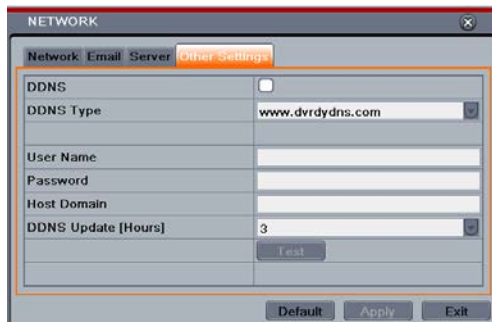 NETWORK
Network Email Server Other Settings
DDNS
DDNS Type www.dvrdydns.com
User Name
Password
Host Domain
DDNS Update [Hours] 3
Test
Default Apply Exit